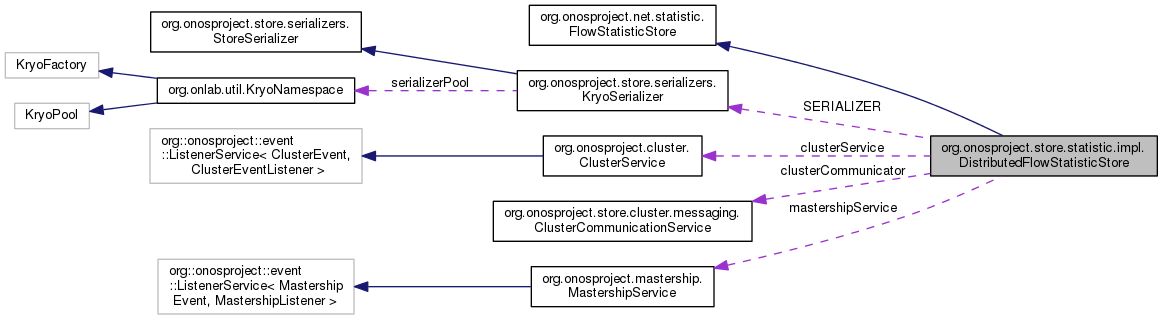 org.onosproject.store.serializers.
StoreSerializer
org.onosproject.net.statistic.
FlowStatisticStore
KryoFactory
org.onlab.util.KryoNamespace
serializerPool
org.onosproject.store.serializers.
KryoSerializer
KryoPool
SERIALIZER
org::onosproject::event
::ListenerService< ClusterEvent,
ClusterEventListener >
org.onosproject.cluster.
ClusterService
clusterService
org.onosproject.store.statistic.impl.
DistributedFlowStatisticStore
clusterCommunicator
org.onosproject.store.cluster.messaging.
ClusterCommunicationService
mastershipService
org::onosproject::event
::ListenerService< Mastership
Event, MastershipListener >
org.onosproject.mastership.
MastershipService